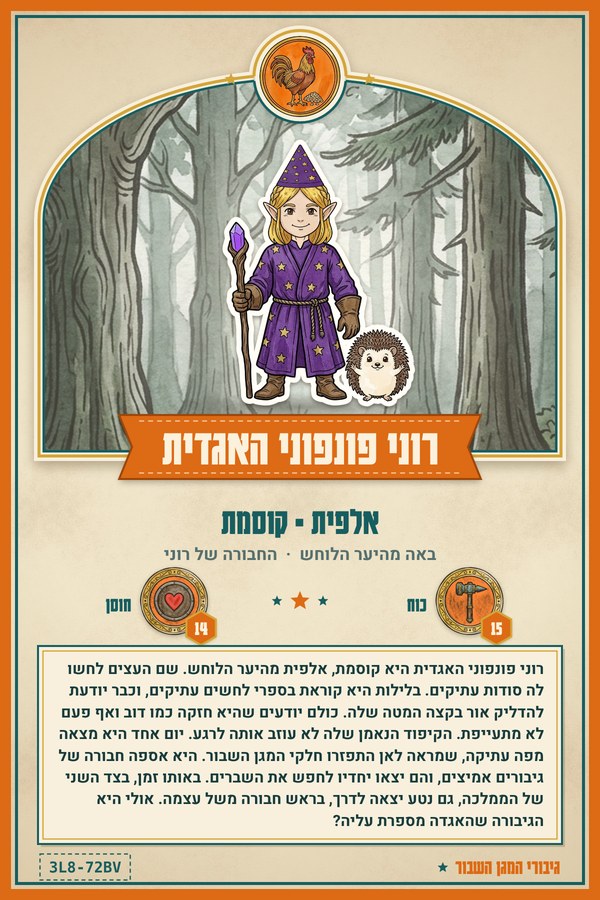 רוני פונפוני האגדית
אלפית • קוסמת
באה מהיער הלוחש · החבורה של רוני
כוח
15
חוסן
14
רוני פונפוני האגדית היא קוסמת, אלפית מהיער הלוחש. שם העצים לחשו
לה סודות עתיקים. בלילות היא קוראת בספרי לחשים עתיקים, וכבר יודעת
להדליק אור בקצה המטה שלה. כולם יודעים שהיא חזקה כמו דוב ואף פעם
לא מתעייפת. הקיפוד הנאמן שלה לא עוזב אותה לרגע. יום אחד היא מצאה
מפה עתיקה, שמראה לאן התפזרו חלקי המגן השבור. היא אספה חבורה של
גיבורים אמיצים, והם יצאו יחדיו לחפש את השברים. באותו זמן, בצד השני
של הממלכה, גם נטע יצאה לדרך, בראש חבורה משל עצמה. אולי היא
הגיבורה שהאגדה מספרת עליה?
גיבורי המגן השבור
3L8-72BV